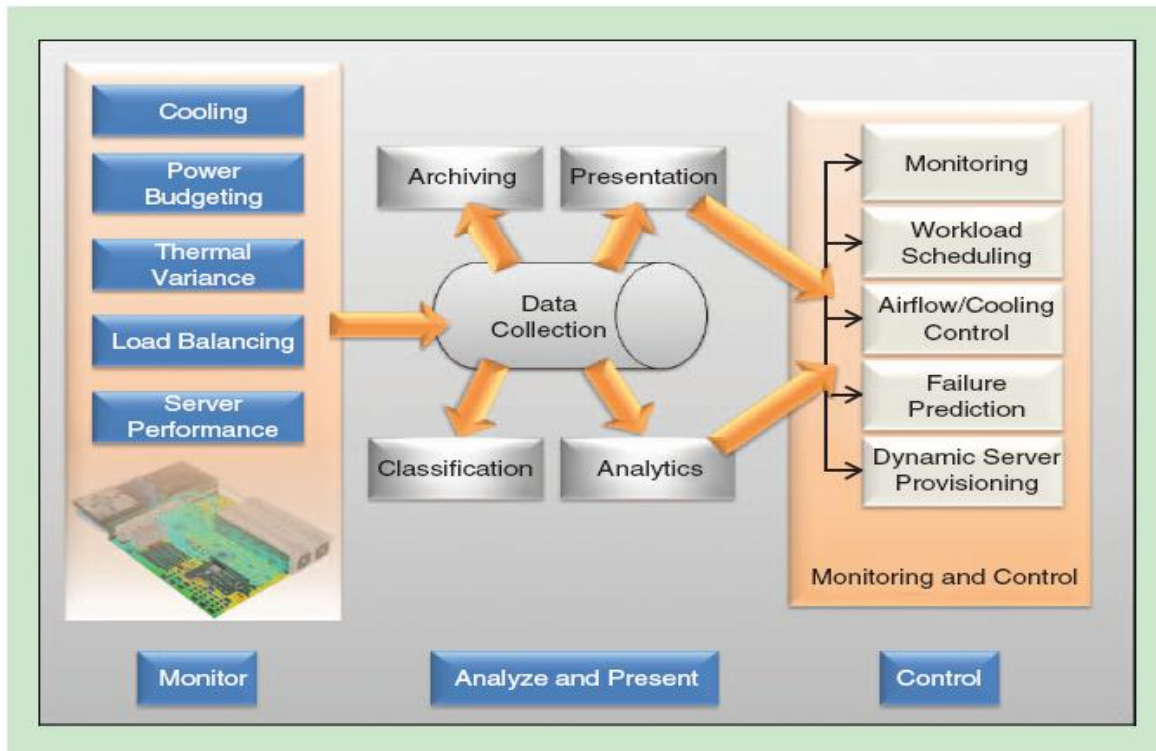 Cooling
Power
Budgeting
Thermal
Variance
Load Balancing
Server
Performance
Archiving
Presentation
Data
Collection
Classification
Analytics
Monitoring
Workload
Scheduling
Airflow/Cooling
Control
Failure
Prediction
Dynamic Server
Provisioning
Monitoring and Control
Monitor
Analyze and Present
Control